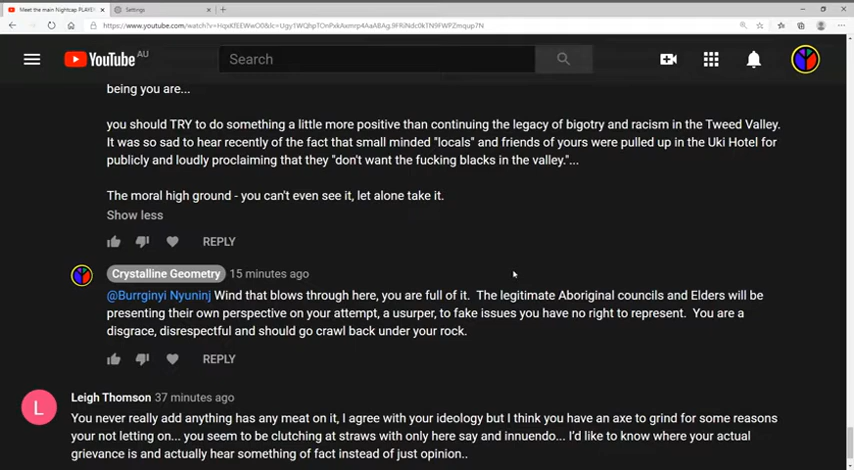 Meet the main Nightcap PLAYE
Settings
https://www.youtube.com/watch?v=
YouTube AU
Search
being you are...
you should TRY to do something a little more positive than continuing the legacy of bigotry and racism in the Tweed Valley.
It was so sad to hear recently of the fact that small minded "locals" and friends of yours were pulled up in the Uki Hotel for
publicly and loudly proclaiming that they "don't want the fucking blacks in the valley."...
The moral high ground - you can't even see it, let alone take it.
Show less
REPLY
Crystalline Geometry 15 minutes ago
@Burrginyi Nyuninj Wind that blows through here, you are full of it. The legitimate Aboriginal councils and Elders will be
presenting their own perspective on your attempt, a usurper, to fake issues you have no right to represent. You are a
disgrace, disrespectful and should go crawl back under your rock.
REPLY
L
Leigh Thomson 37 minutes ago
You never really add anything has any meat on it, I agree with your ideology but I think you have an axe to grind for some reasons
your not letting on... you seem to be clutching at straws with only here say and innuendo... I'd like to know where your actual
grievance is and actually hear something of fact instead of just opinion..